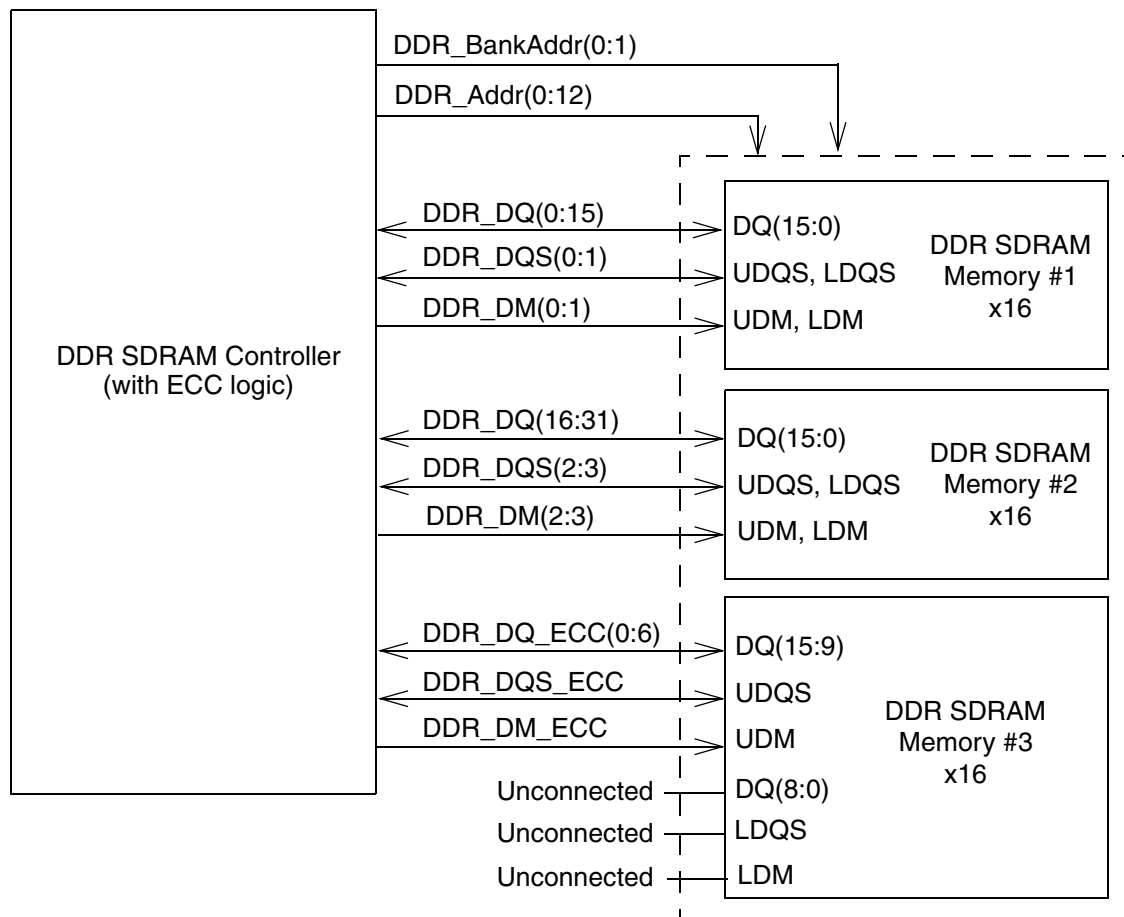 DDR_BankAddr(0:1)
DDR_Addr(0:12)
DDR SDRAM Controller
(with ECC logic)
DDR_DQ(0:15)
DDR_DQS(0:1)
DDR_DM(0:1)
DQ(15:0)
UDQS, LDQS
UDM, LDM
DDR SDRAM
Memory #1
x16
DDR_DQ(16:31)
DDR_DQS(2:3)
DDR_DM(2:3)
DQ(15:0)
UDQS, LDQS
UDM, LDM
DDR SDRAM
Memory #2
x16
DDR_DQ_ECC(0:6)
DDR_DQS_ECC
DDR_DM_ECC
Unconnected
Unconnected
Unconnected
DQ(15:9)
UDQS
UDM
DQ(8:0)
LDQS
LDM
DDR SDRAM
Memory #3
x16